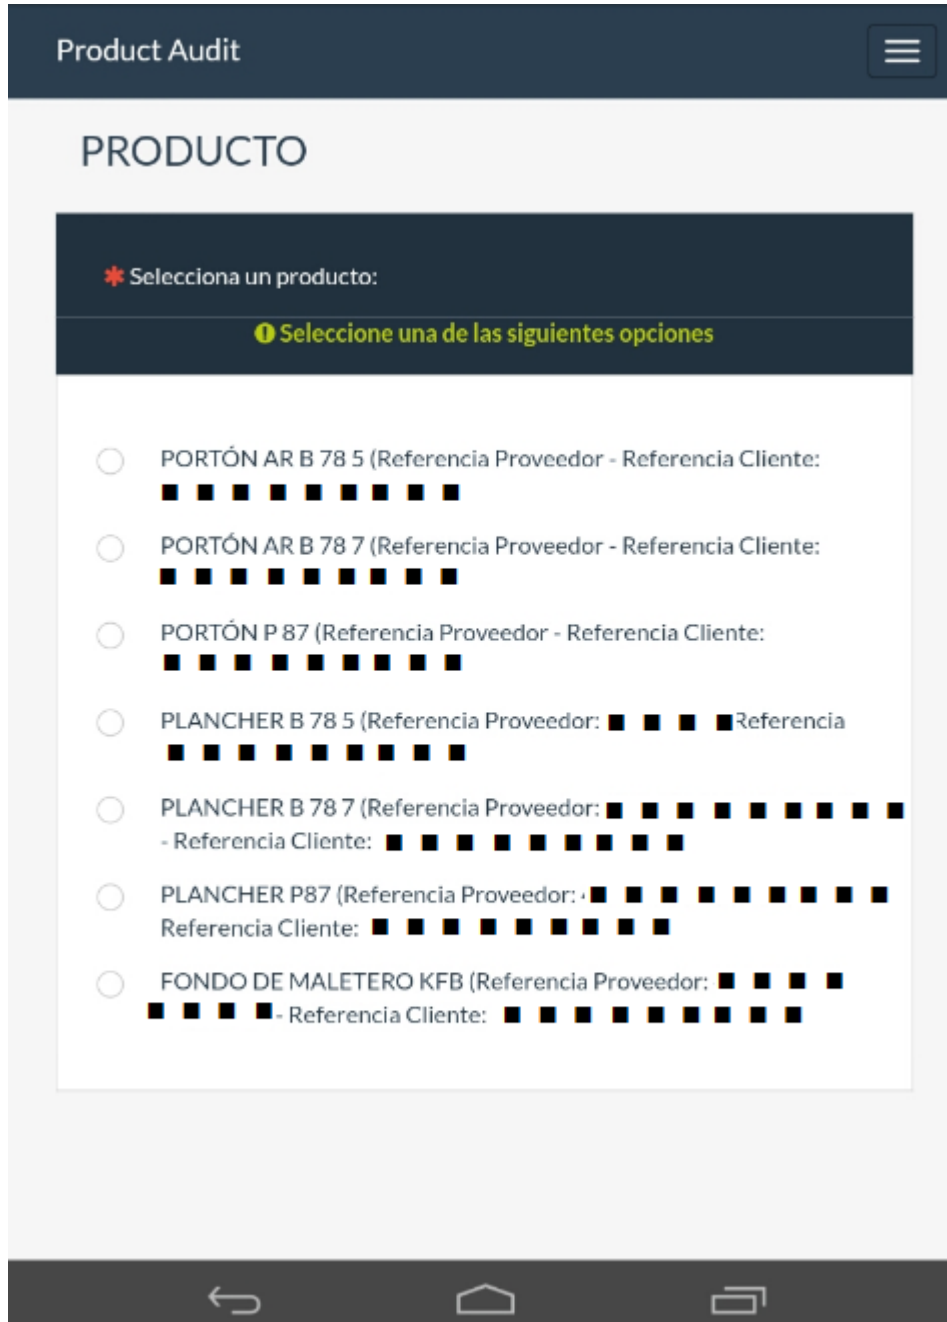 Product Audit
PRODUCTO
* Selecciona un producto:
Seleccione una de las siguientes opciones
PORTÓN AR B 78 5 (Referencia Proveedor - Referencia Cliente:
PORTÓN AR B 78 7 (Referencia Proveedor - Referencia Cliente:
PORTÓN P 87 (Referencia Proveedor - Referencia Cliente:
PLANCHER B 78 5 (Referencia Proveedor: Referencia
PLANCHER B 78 7 (Referencia Proveedor:
- Referencia Cliente:
PLANCHER P87 (Referencia Proveedor:
Referencia Cliente:
FONDO DE MALETERO KFB (Referencia Proveedor:
- Referencia Cliente: